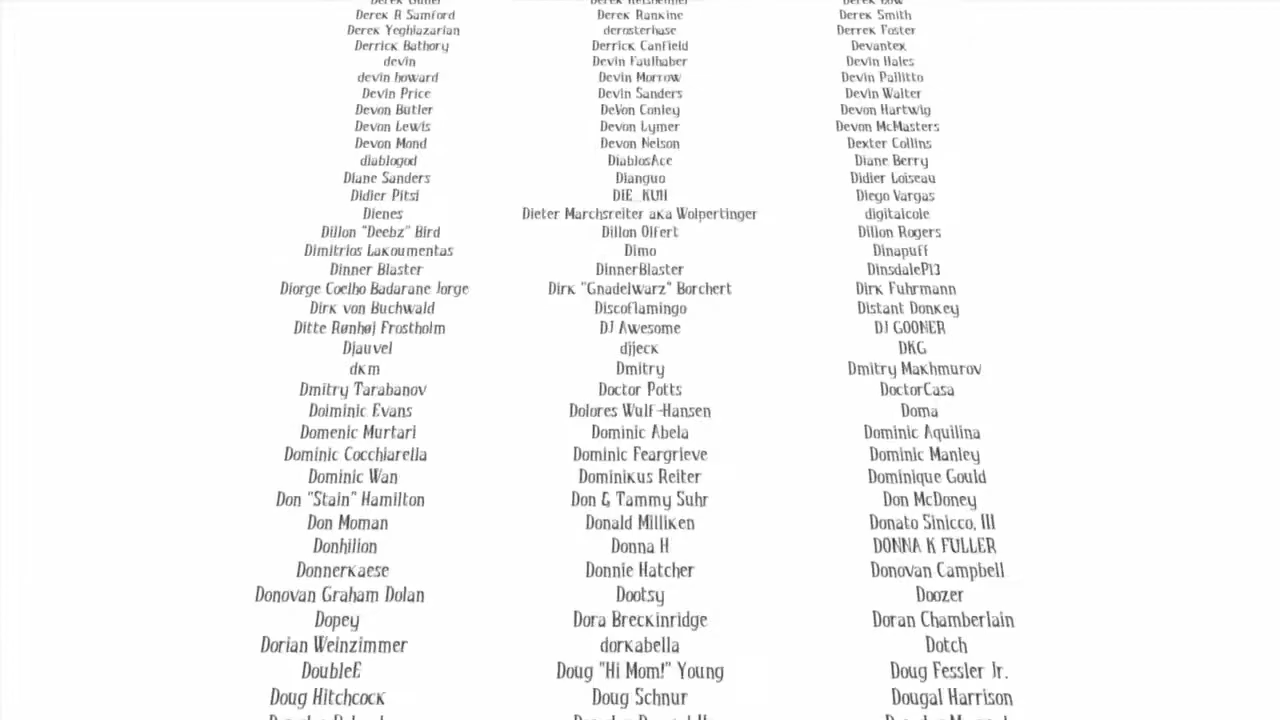 Derek R Samford Derek Rankine Derek Smith
Derek Yeghiazarian derosterhase Derrek Foster
Derrick Bathory Derrick Canfield Devantex
devin Devin Faulhaber Devin Hales
devin howard Devin Morrow Devin Pallitto
Devin Price Devin Sanders Devin Walter
Devon Butler DeVon Conley Devon Hartwig
Devon Lewis Devon Lymer Devon McMasters
Devon Mond Devon Nelson Dexter Collins
diablogod DiablosAce Diane Berry
Diane Sanders Dianguo Didier Loiseau
Didier Pitsi DIE_KUH Diego Vargas
Dienes Dieter Marchsreiter aka Wolpertinger digitalcole
Dillon "Deebz" Bird Dillon Olfert Dillon Rogers
Dimitrios Lakoumentas Dimo Dinapuff
Dinner Blaster DinnerBlaster DinsdaleP13
Diorge Coelho Badarane Jorge Dirk "Gnadelwarz" Borchert Dirk Fuhrmann
Dirk von Buchwald Discoflamingo Distant Donkey
Ditte Rønhøj Frostholm DJ Awesome DJ GOONER
Djauvel djjeck DKG
dkm Dmitry Dmitry Makhmurov
Dmitry Tarabanov Doctor Potts DoctorCasa
Doiminic Evans Dolores Wulf-Hansen Doma
Domenic Murtari Dominic Abela Dominic Aquilina
Dominic Cocchiarella Dominic Feargrieve Dominic Manley
Dominic Wan Dominikus Reiter Dominique Gould
Don "Stain" Hamilton Don & Tammy Suhr Don McDoney
Don Moman Donald Milliken Donato Sinicco, III
Donhilion Donna H DONNA K FULLER
Donnerkaese Donnie Hatcher Donovan Campbell
Donovan Graham Dolan Dootsy Doozer
Dopey Dora Breckinridge Doran Chamberlain
Dorian Weinzimmer dorkabella Dotch
DoubleE Doug "Hi Mom!" Young Doug Fessler Jr.
Doug Hitchcock Doug Schnur Dougal Harrison